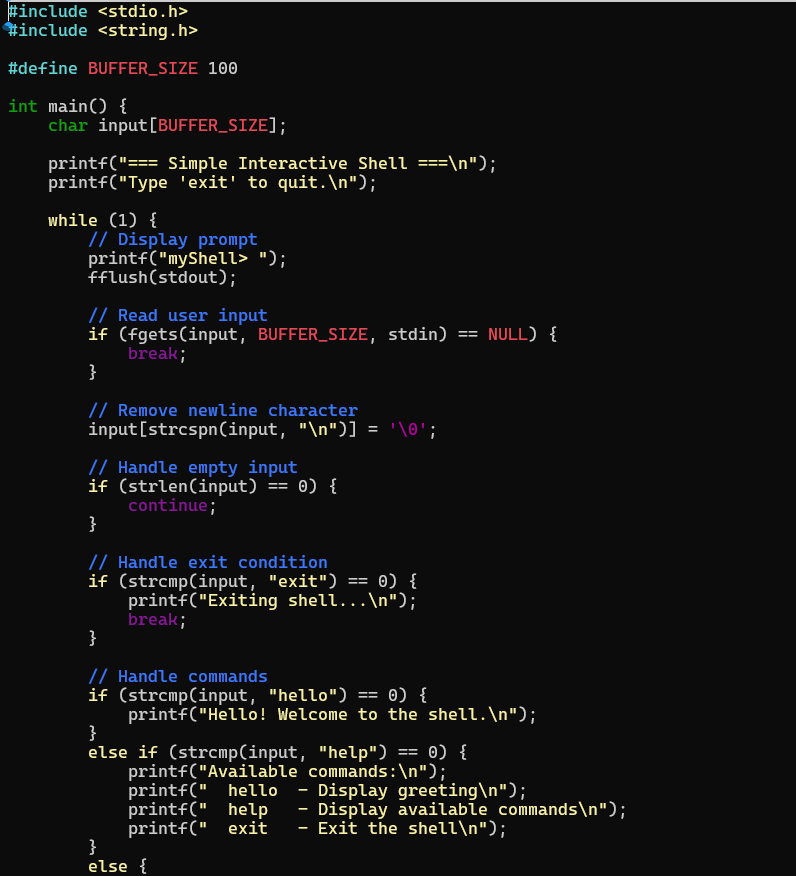 #include <stdio.h>
#include <string.h>

#define BUFFER_SIZE 100

int main() {
    char input[BUFFER_SIZE];

    printf("=== Simple Interactive Shell ===\n");
    printf("Type 'exit' to quit.\n");

    while (1) {
        // Display prompt
        printf("myShell> ");
        fflush(stdout);

        // Read user input
        if (fgets(input, BUFFER_SIZE, stdin) == NULL) {
            break;
        }

        // Remove newline character
        input[strcspn(input, "\n")] = '\0';

        // Handle empty input
        if (strlen(input) == 0) {
            continue;
        }

        // Handle exit condition
        if (strcmp(input, "exit") == 0) {
            printf("Exiting shell...\n");
            break;
        }

        // Handle commands
        if (strcmp(input, "hello") == 0) {
            printf("Hello! Welcome to the shell.\n");
        }
        else if (strcmp(input, "help") == 0) {
            printf("Available commands:\n");
            printf("  hello  - Display greeting\n");
            printf("  help   - Display available commands\n");
            printf("  exit   - Exit the shell\n");
        }
        else {